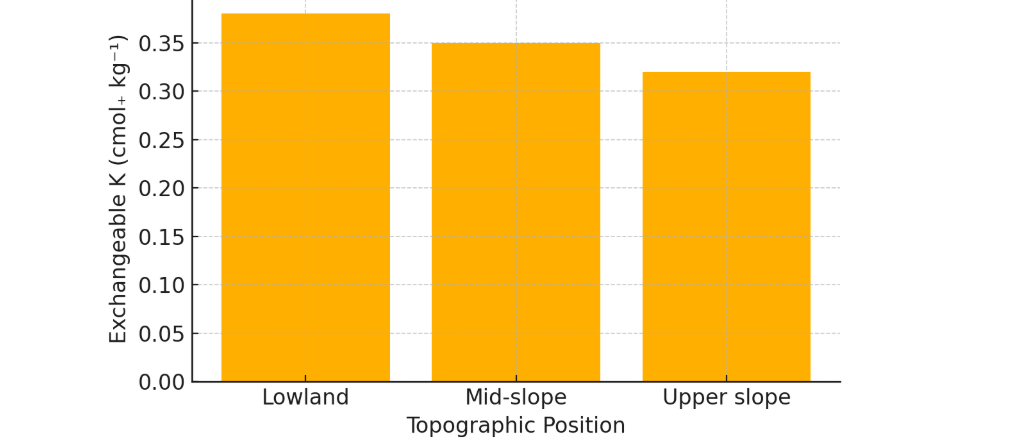 Exchangeable K (cmol₊ kg⁻¹)
0.35
0.30
0.25
0.20
0.15
0.10
0.05
0.00
Lowland Mid-slope Upper slope
Topographic Position